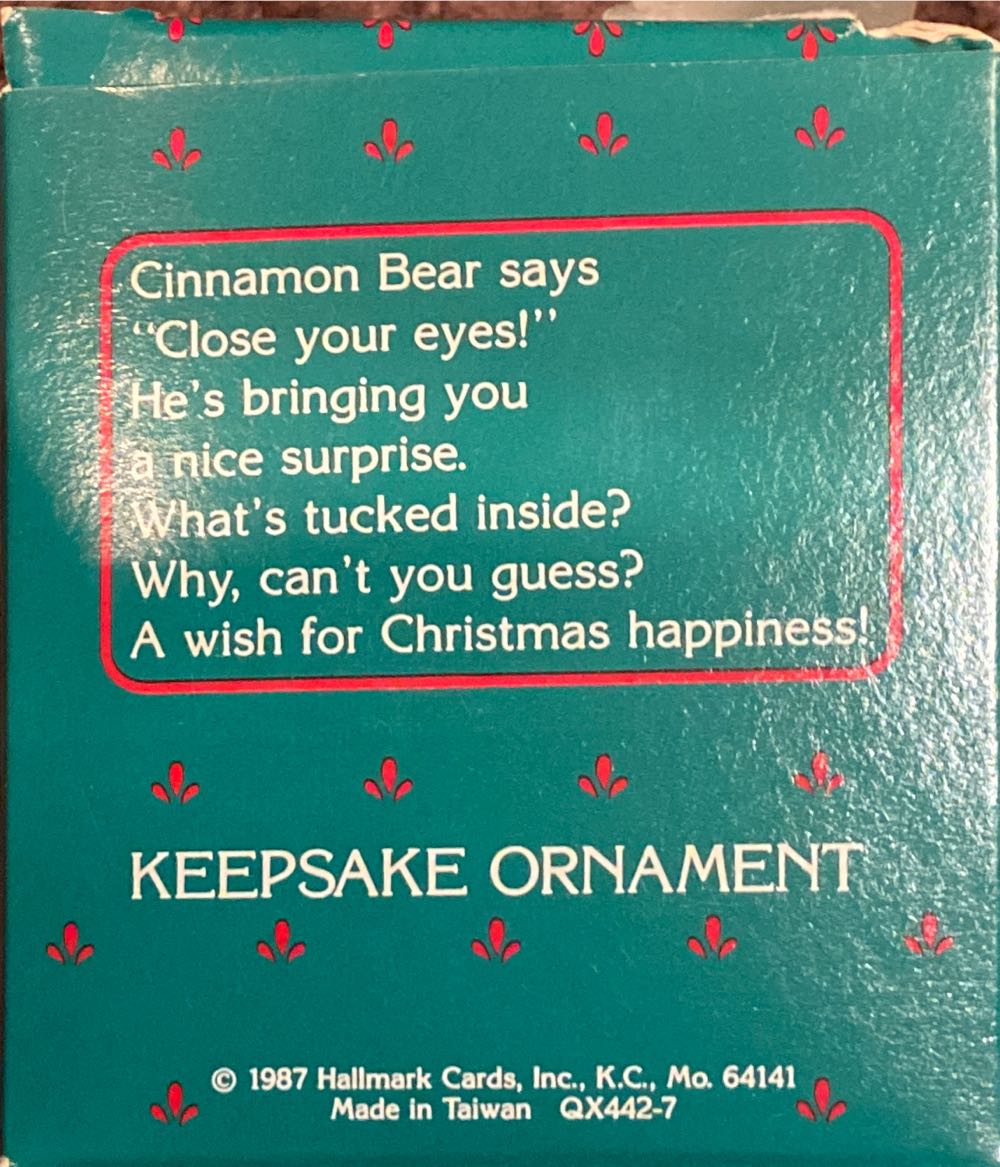 Cinnamon Bear says
“Close your eyes!”
He's bringing you
a nice surprise.
What's tucked inside?
Why, can't you guess?
A wish for Christmas happiness!
KEEPSAKE ORNAMENT
© 1987 Hallmark Cards, Inc., K.C., Mo. 64141
Made in Taiwan QX442-7